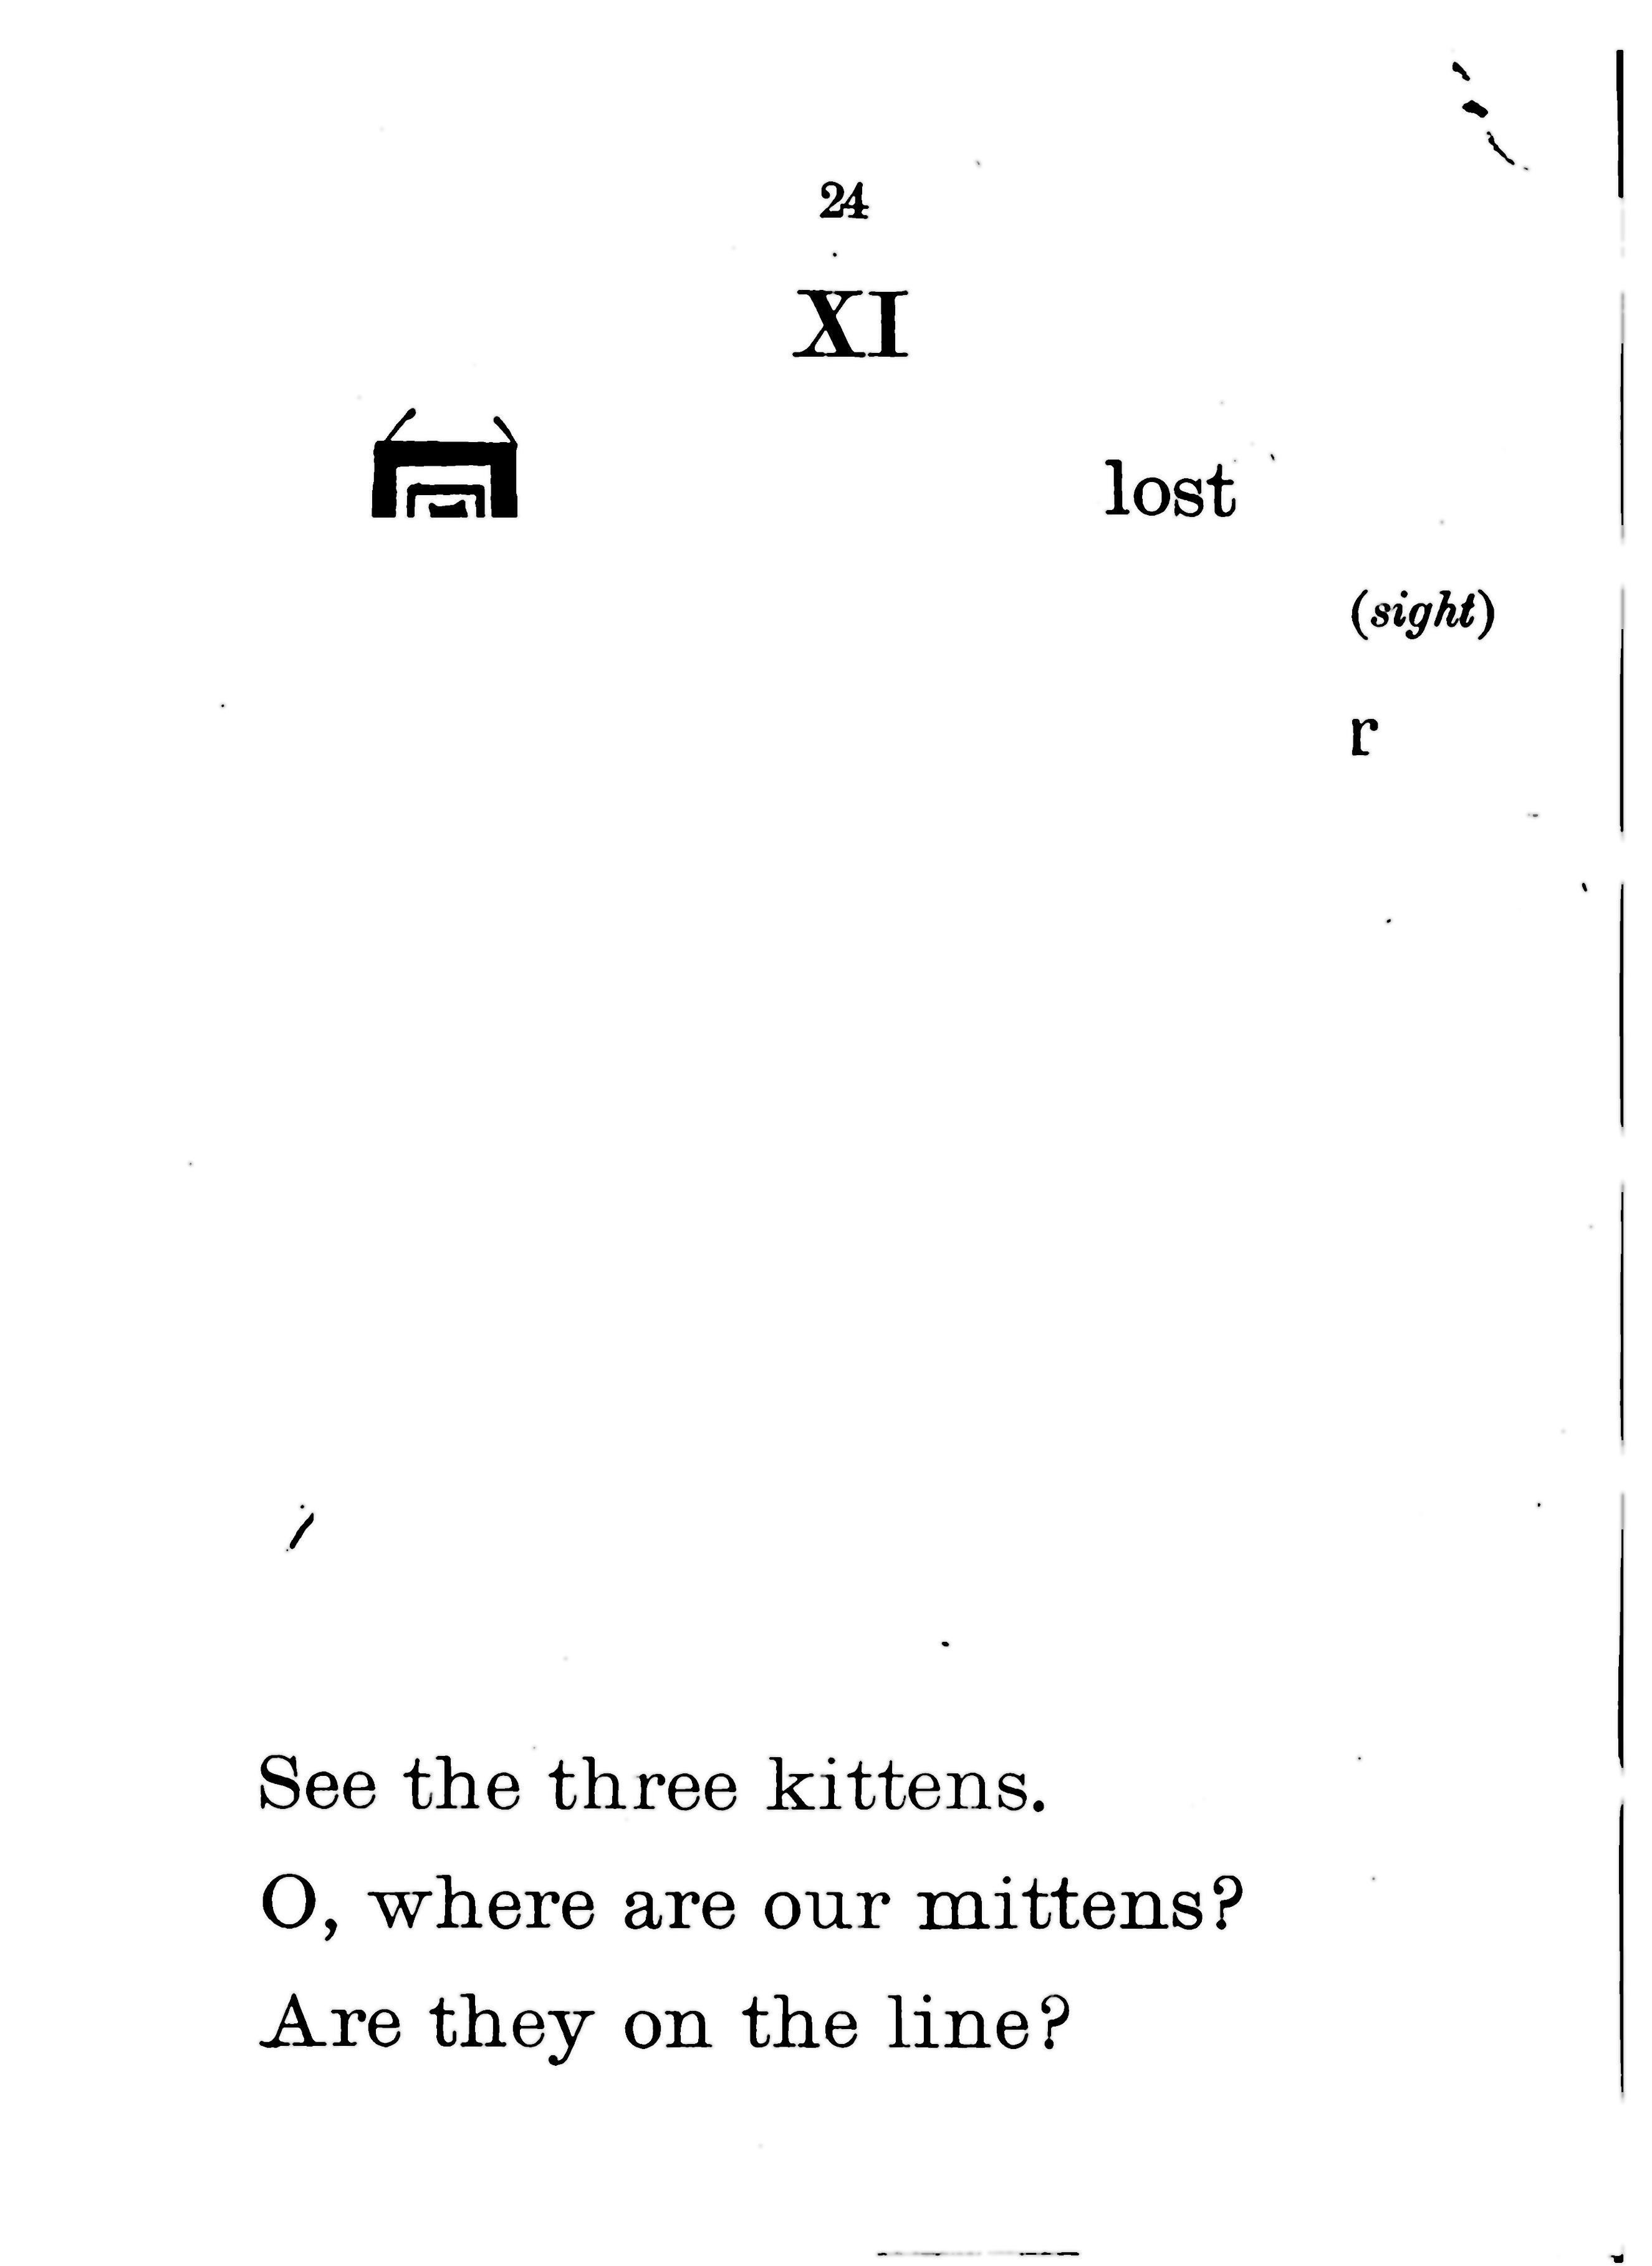 24
XI
lost
(sight)
r
See the three kittens.
O, where are our mittens?
Are they on the line?